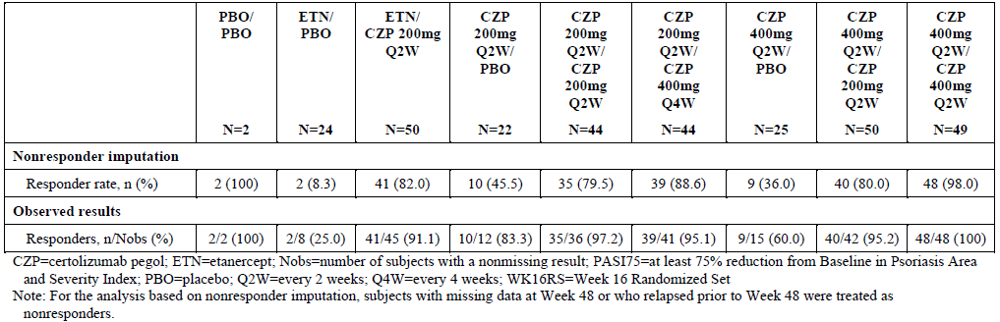 PBO/ PBO N=2 ETN/ PBO N=24 ETN/ CZP 200mg Q2W N=50 CZP 200mg Q2W/ PBO N=22 CZP 200mg Q2W/ CZP 200mg Q2W N=44 CZP 200mg Q2W/ CZP 400mg Q4W N=44 CZP 400mg Q2W/ PBO N=25 CZP 400mg Q2W/ CZP 200mg Q2W N=50 CZP 400mg Q2W/ CZP 400mg Q2W N=49
Nonresponder imputation
Responder rate, n (%) 2 (100) 2 (8.3) 41 (82.0) 10 (45.5) 35 (79.5) 39 (88.6) 9 (36.0) 40 (80.0) 48 (98.0)
Observed results
Responders, n/Nobs (%) 2/2 (100) 2/8 (25.0) 41/45 (91.1) 10/12 (83.3) 35/36 (97.2) 39/41 (95.1) 9/15 (60.0) 40/42 (95.2) 48/48 (100)
CZP=certolizumab pegol; ETN=etanercept; Nobs=number of subjects with a nonmissing result; PASI75=at least 75% reduction from Baseline in Psoriasis Area
and Severity Index; PBO=placebo; Q2W=every 2 weeks; Q4W=every 4 weeks; WK16RS=Week 16 Randomized Set
Note: For the analysis based on nonresponder imputation, subjects with missing data at Week 48 or who relapsed prior to Week 48 were treated as
nonresponders.